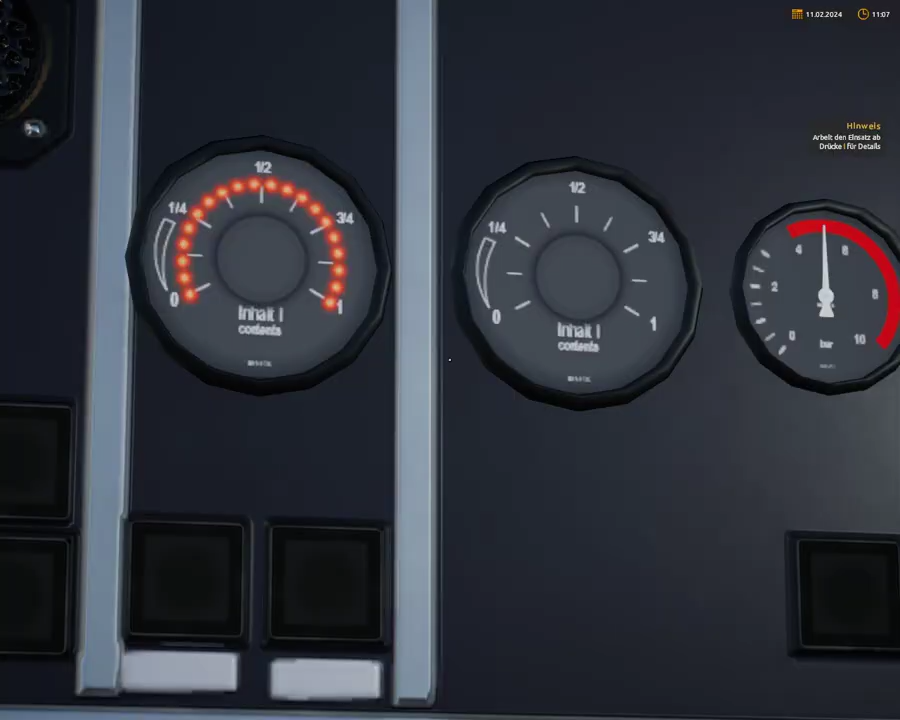 11.02.2024 11:07
Hinweis
Arbeit den Einsatz ab
Drücke I für Details
1/2
1/4 3/4
0 1
Inhalt I
contents
1/2
1/4 3/4
0 1
Inhalt I
contents
4 6
2 8
0 10
bar